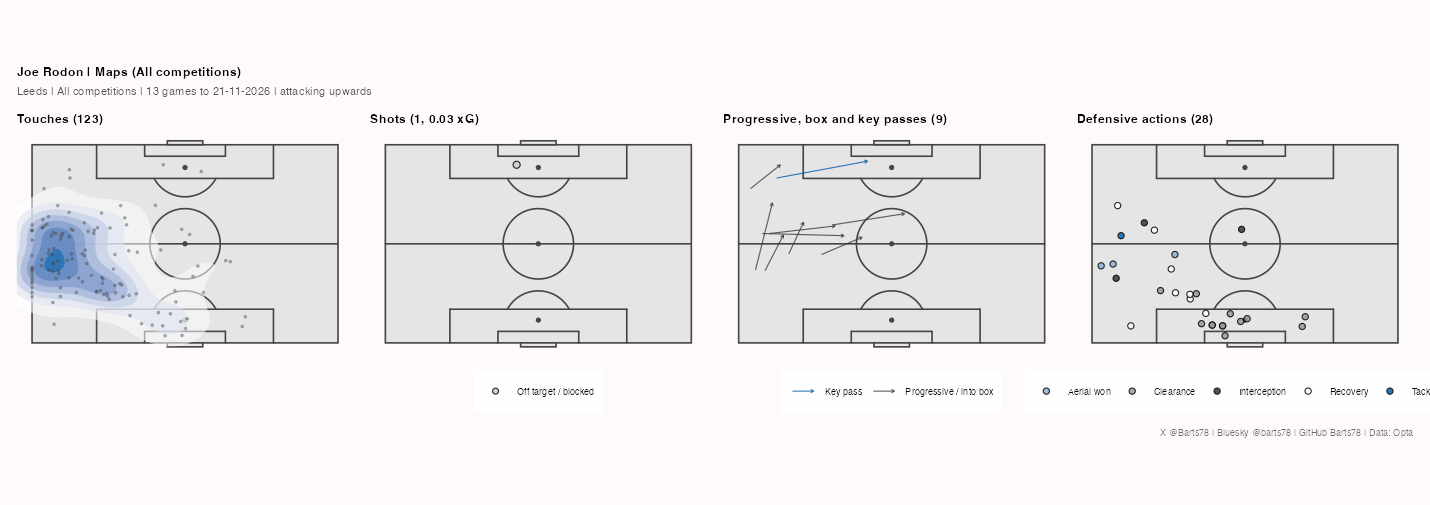 Joe Rodon | Maps (All competitions)
Leeds | All competitions | 13 games to 21-11-2026 | attacking upwards
Touches (123)
Shots (1, 0.03 xG)
Progressive, box and key passes (9)
Defensive actions (28)
Off target / blocked
Key pass
Progressive / into box
Aerial won
Clearance
Interception
Recovery
Tack
X @Barts78 | Bluesky @barts78 | GitHub Barts78 | Data: Opta